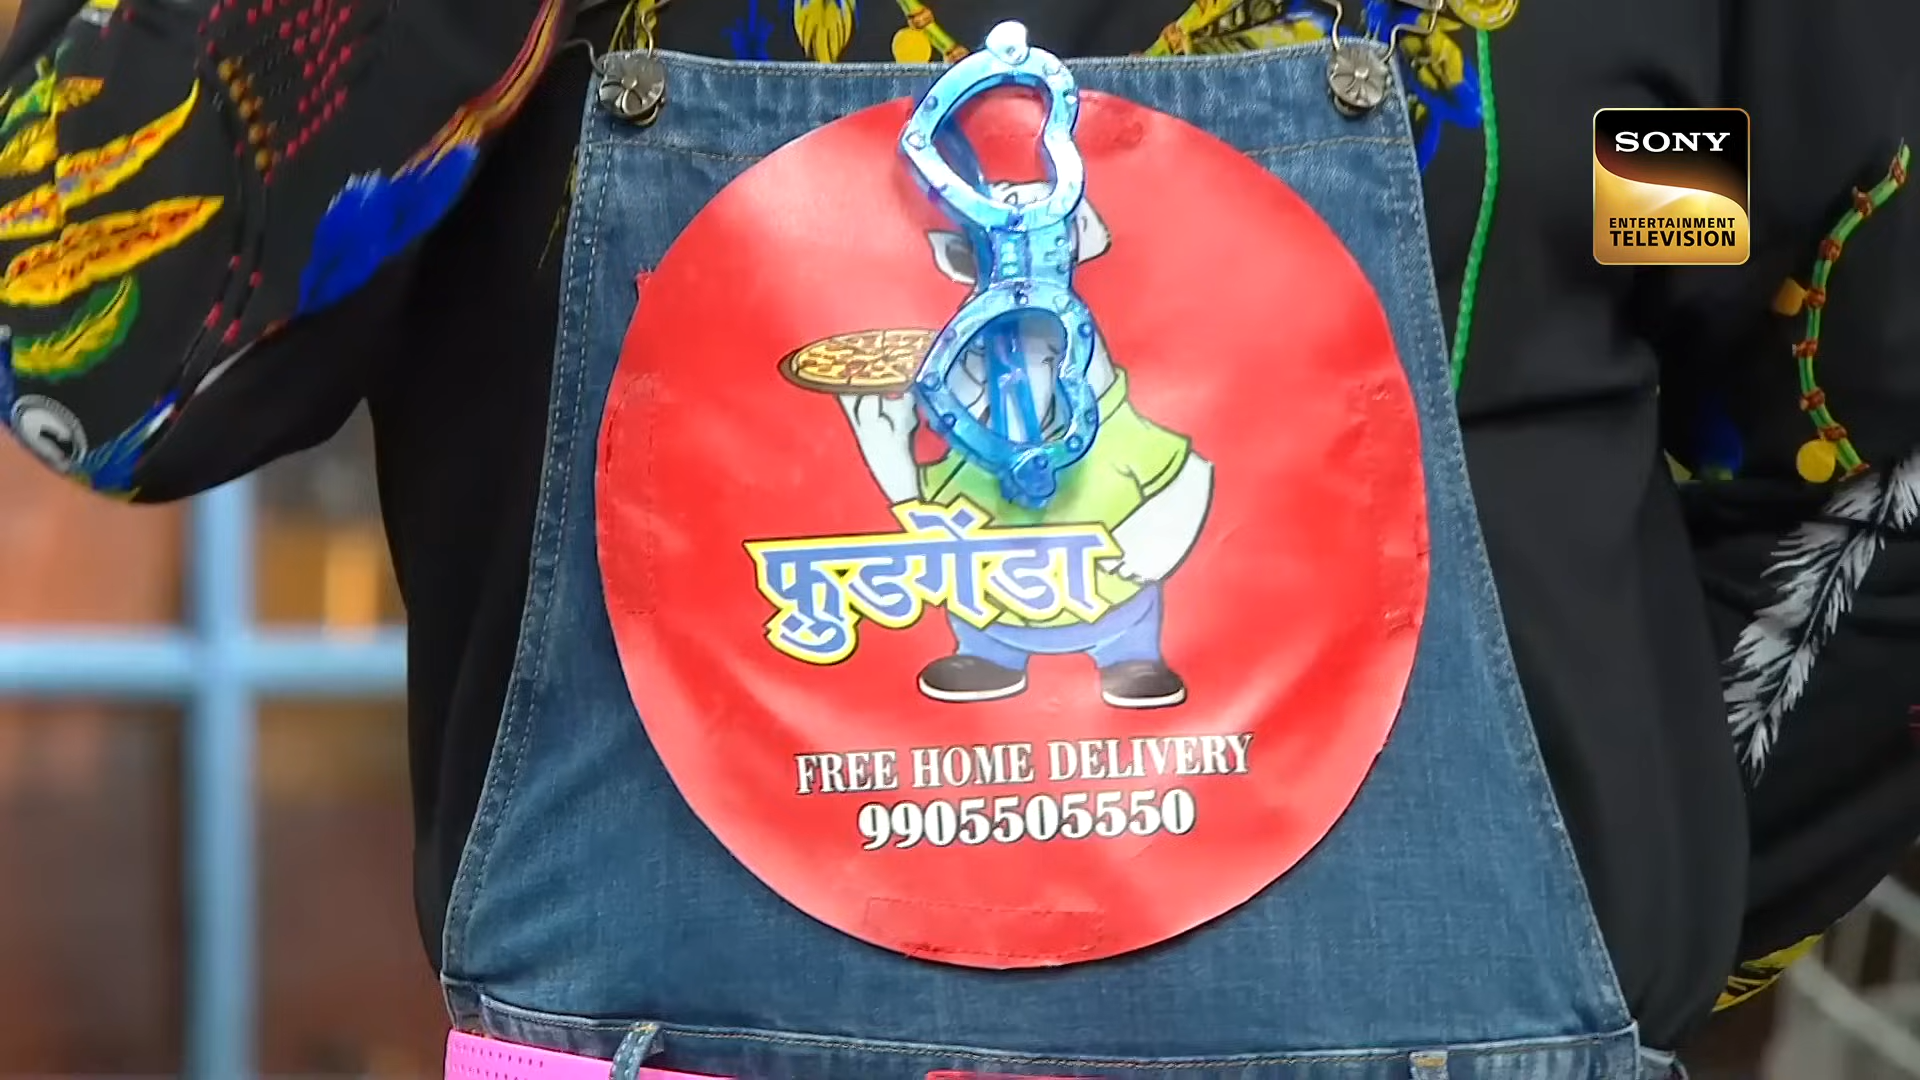 SONY
ENTERTAINMENT
TELEVISION
फ़ूडगेंडा
FREE HOME DELIVERY
9905505550